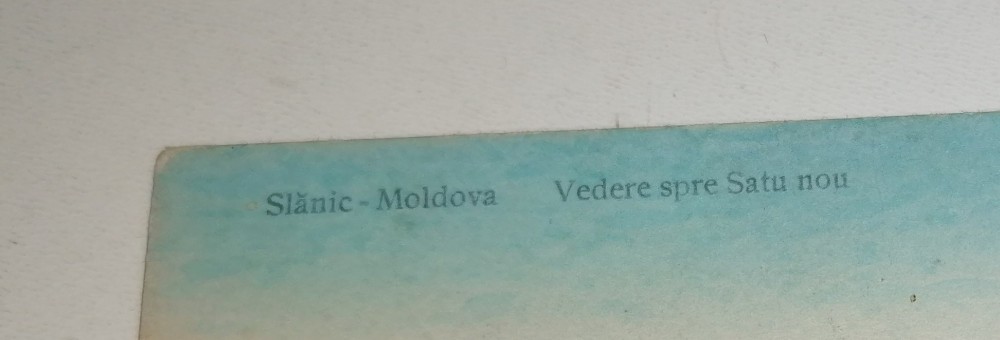 Slănic - Moldova Vedere spre Satu nou